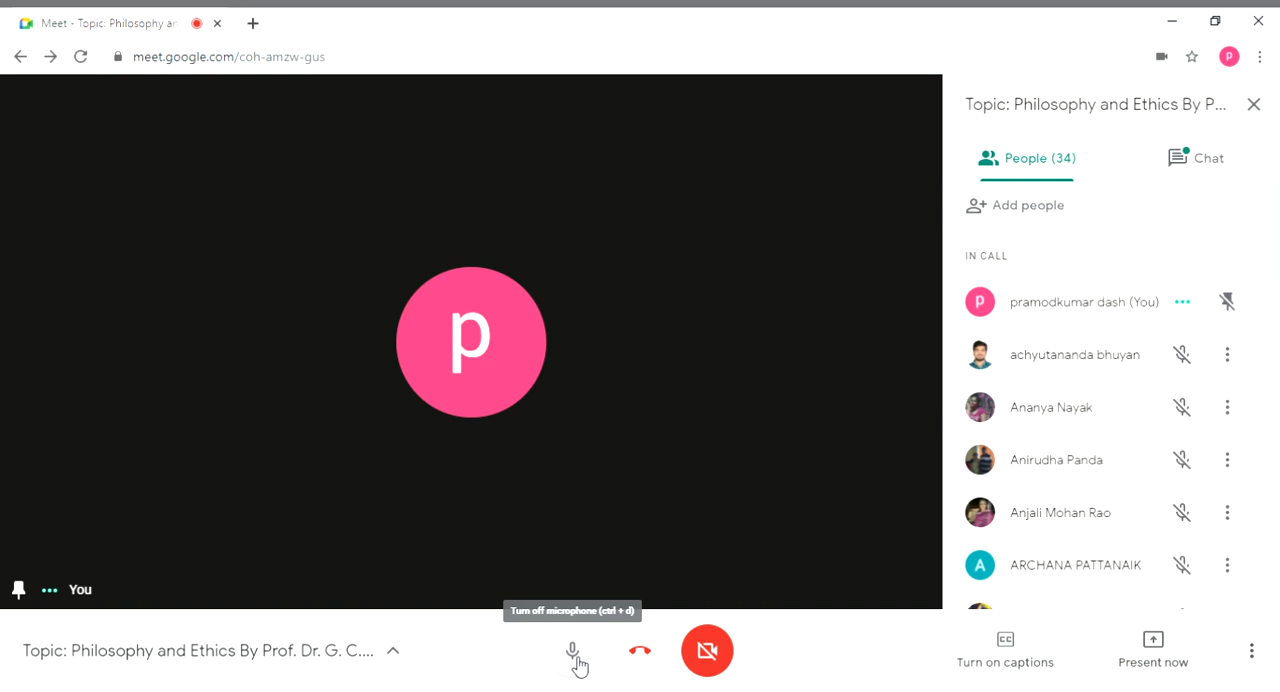 Meet - Topic: Philosophy an
meet.google.com/coh-amzw-gus
p
p
You
Turn off microphone (ctrl + d)
Topic: Philosophy and Ethics By P...
People (34)
Chat
Add people
IN CALL
p
pramodkumar dash (You)
achyutananda bhuyan
Ananya Nayak
Anirudha Panda
Anjali Mohan Rao
A
ARCHANA PATTANAIK
Topic: Philosophy and Ethics By Prof. Dr. G. C....
CC
Turn on captions
Present now